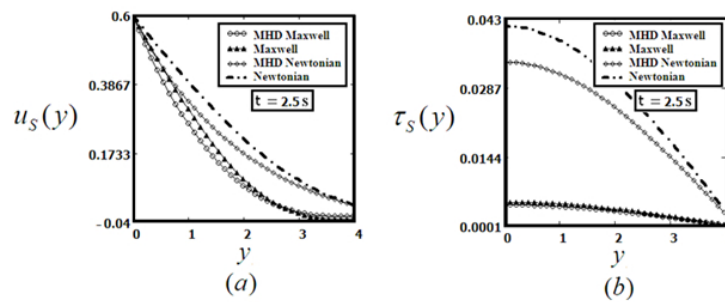 0.6
0.3867
0.1733
-0.04
u_S(y)
MHD Maxwell
Maxwell
MHD Newtonian
Newtonian
t = 2.5 s
0 1 2 3 4
y
(a)
0.043
0.0287
0.0144
0.0001
τ_S(y)
MHD Maxwell
Maxwell
MHD Newtonian
Newtonian
t = 2.5 s
0 1 2 3
y
(b)